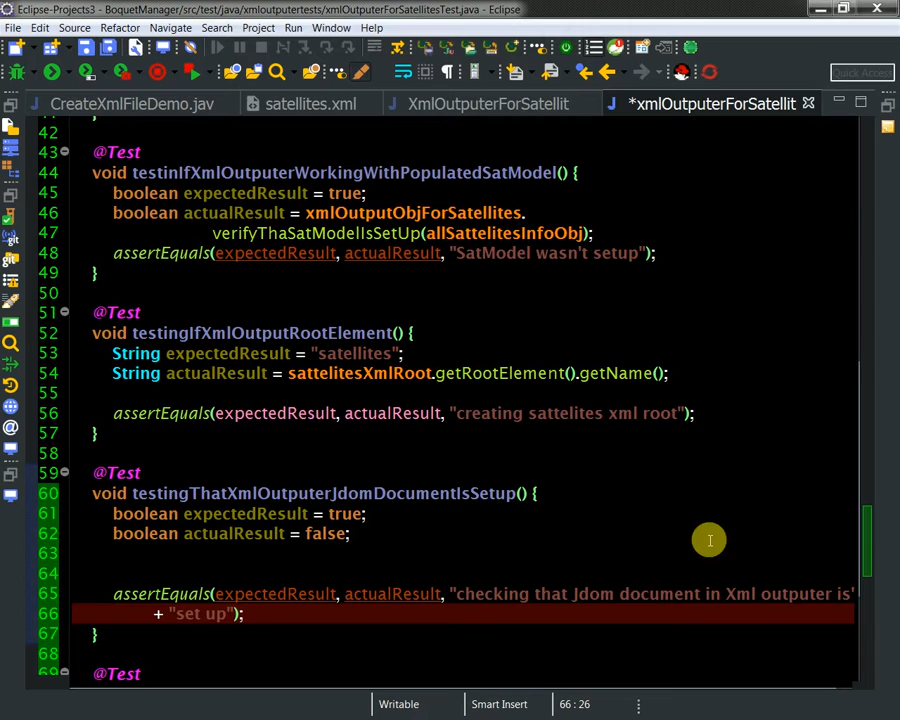 Eclipse-Projects3 - BoquetManager/src/test/java/xmloutputertests/xmlOutputerForSatellitesTest.java - Eclipse
File Edit Source Refactor Navigate Search Project Run Window Help
Quick Access
CreateXmlFileDemo.jav satellites.xml XmlOutputerForSatellit *xmlOutputerForSatellit
42
43 @Test
44 void testinIfXmlOutputerWorkingWithPopulatedSatModel() {
45 boolean expectedResult = true;
46 boolean actualResult = xmlOutputObjForSatellites.
47 verifyThaSatModelIsSetUp(allSattelitesInfoObj);
48 assertEquals(expectedResult, actualResult, "SatModel wasn't setup");
49 }
50
51 @Test
52 void testingIfXmlOutputRootElement() {
53 String expectedResult = "satellites";
54 String actualResult = sattelitesXmlRoot.getRootElement().getName();
55
56 assertEquals(expectedResult, actualResult, "creating sattelites xml root");
57 }
58
59 @Test
60 void testingThatXmlOutputerJdomDocumentIsSetup() {
61 boolean expectedResult = true;
62 boolean actualResult = false;
63
64
65 assertEquals(expectedResult, actualResult, "checking that Jdom document in Xml outputer is"
66 + "set up");
67 }
68
69 @Test
Writable Smart Insert 66 : 26